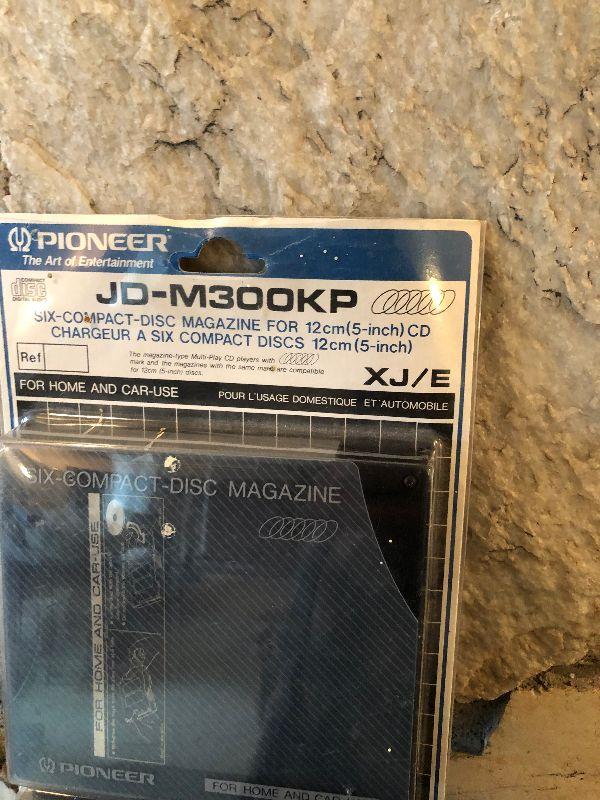 PIONEER
The Art of Entertainment
COMPACT
disc
DIGITAL AUDIO
JD-M300KP
SIX-COMPACT-DISC MAGAZINE FOR 12cm(5-inch) CD
CHARGEUR A SIX COMPACT DISCS 12cm(5-inch)
Ref
The magazine-type Multi-Play CD players with
mark and the magazines with the same mark are compatible
for 12cm (5-inch) discs.
XJ/E
FOR HOME AND CAR-USE
POUR L'USAGE DOMESTIQUE ET AUTOMOBILE
SIX-COMPACT-DISC MAGAZINE
FOR HOME AND CAR-USE
PIONEER
FOR HOME AND CAR-